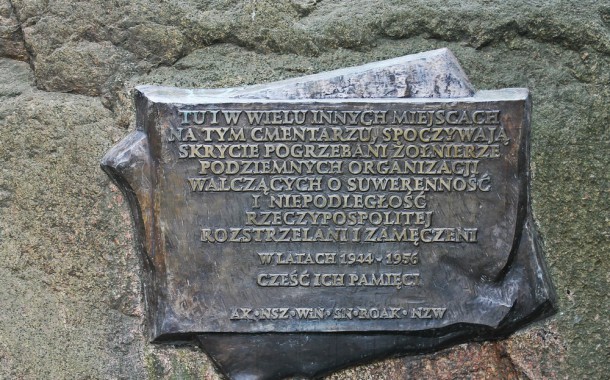 TU I W WIELU INNYCH MIEJSCACH
NA TYM CMENTARZU, SPOCZYWAJĄ
SKRYCIE POGRZEBANI ŻOŁNIERZE
PODZIEMNYCH ORGANIZACJI
WALCZĄCYCH O SUWERENNOŚĆ
I NIEPODLEGŁOŚĆ
RZECZYPOSPOLITEJ
ROZSTRZELANI I ZAMĘCZENI
W LATACH 1944 • 1956
CZEŚĆ ICH PAMIĘCI
AK • NSZ • WiN • SN • ROAK • NZW